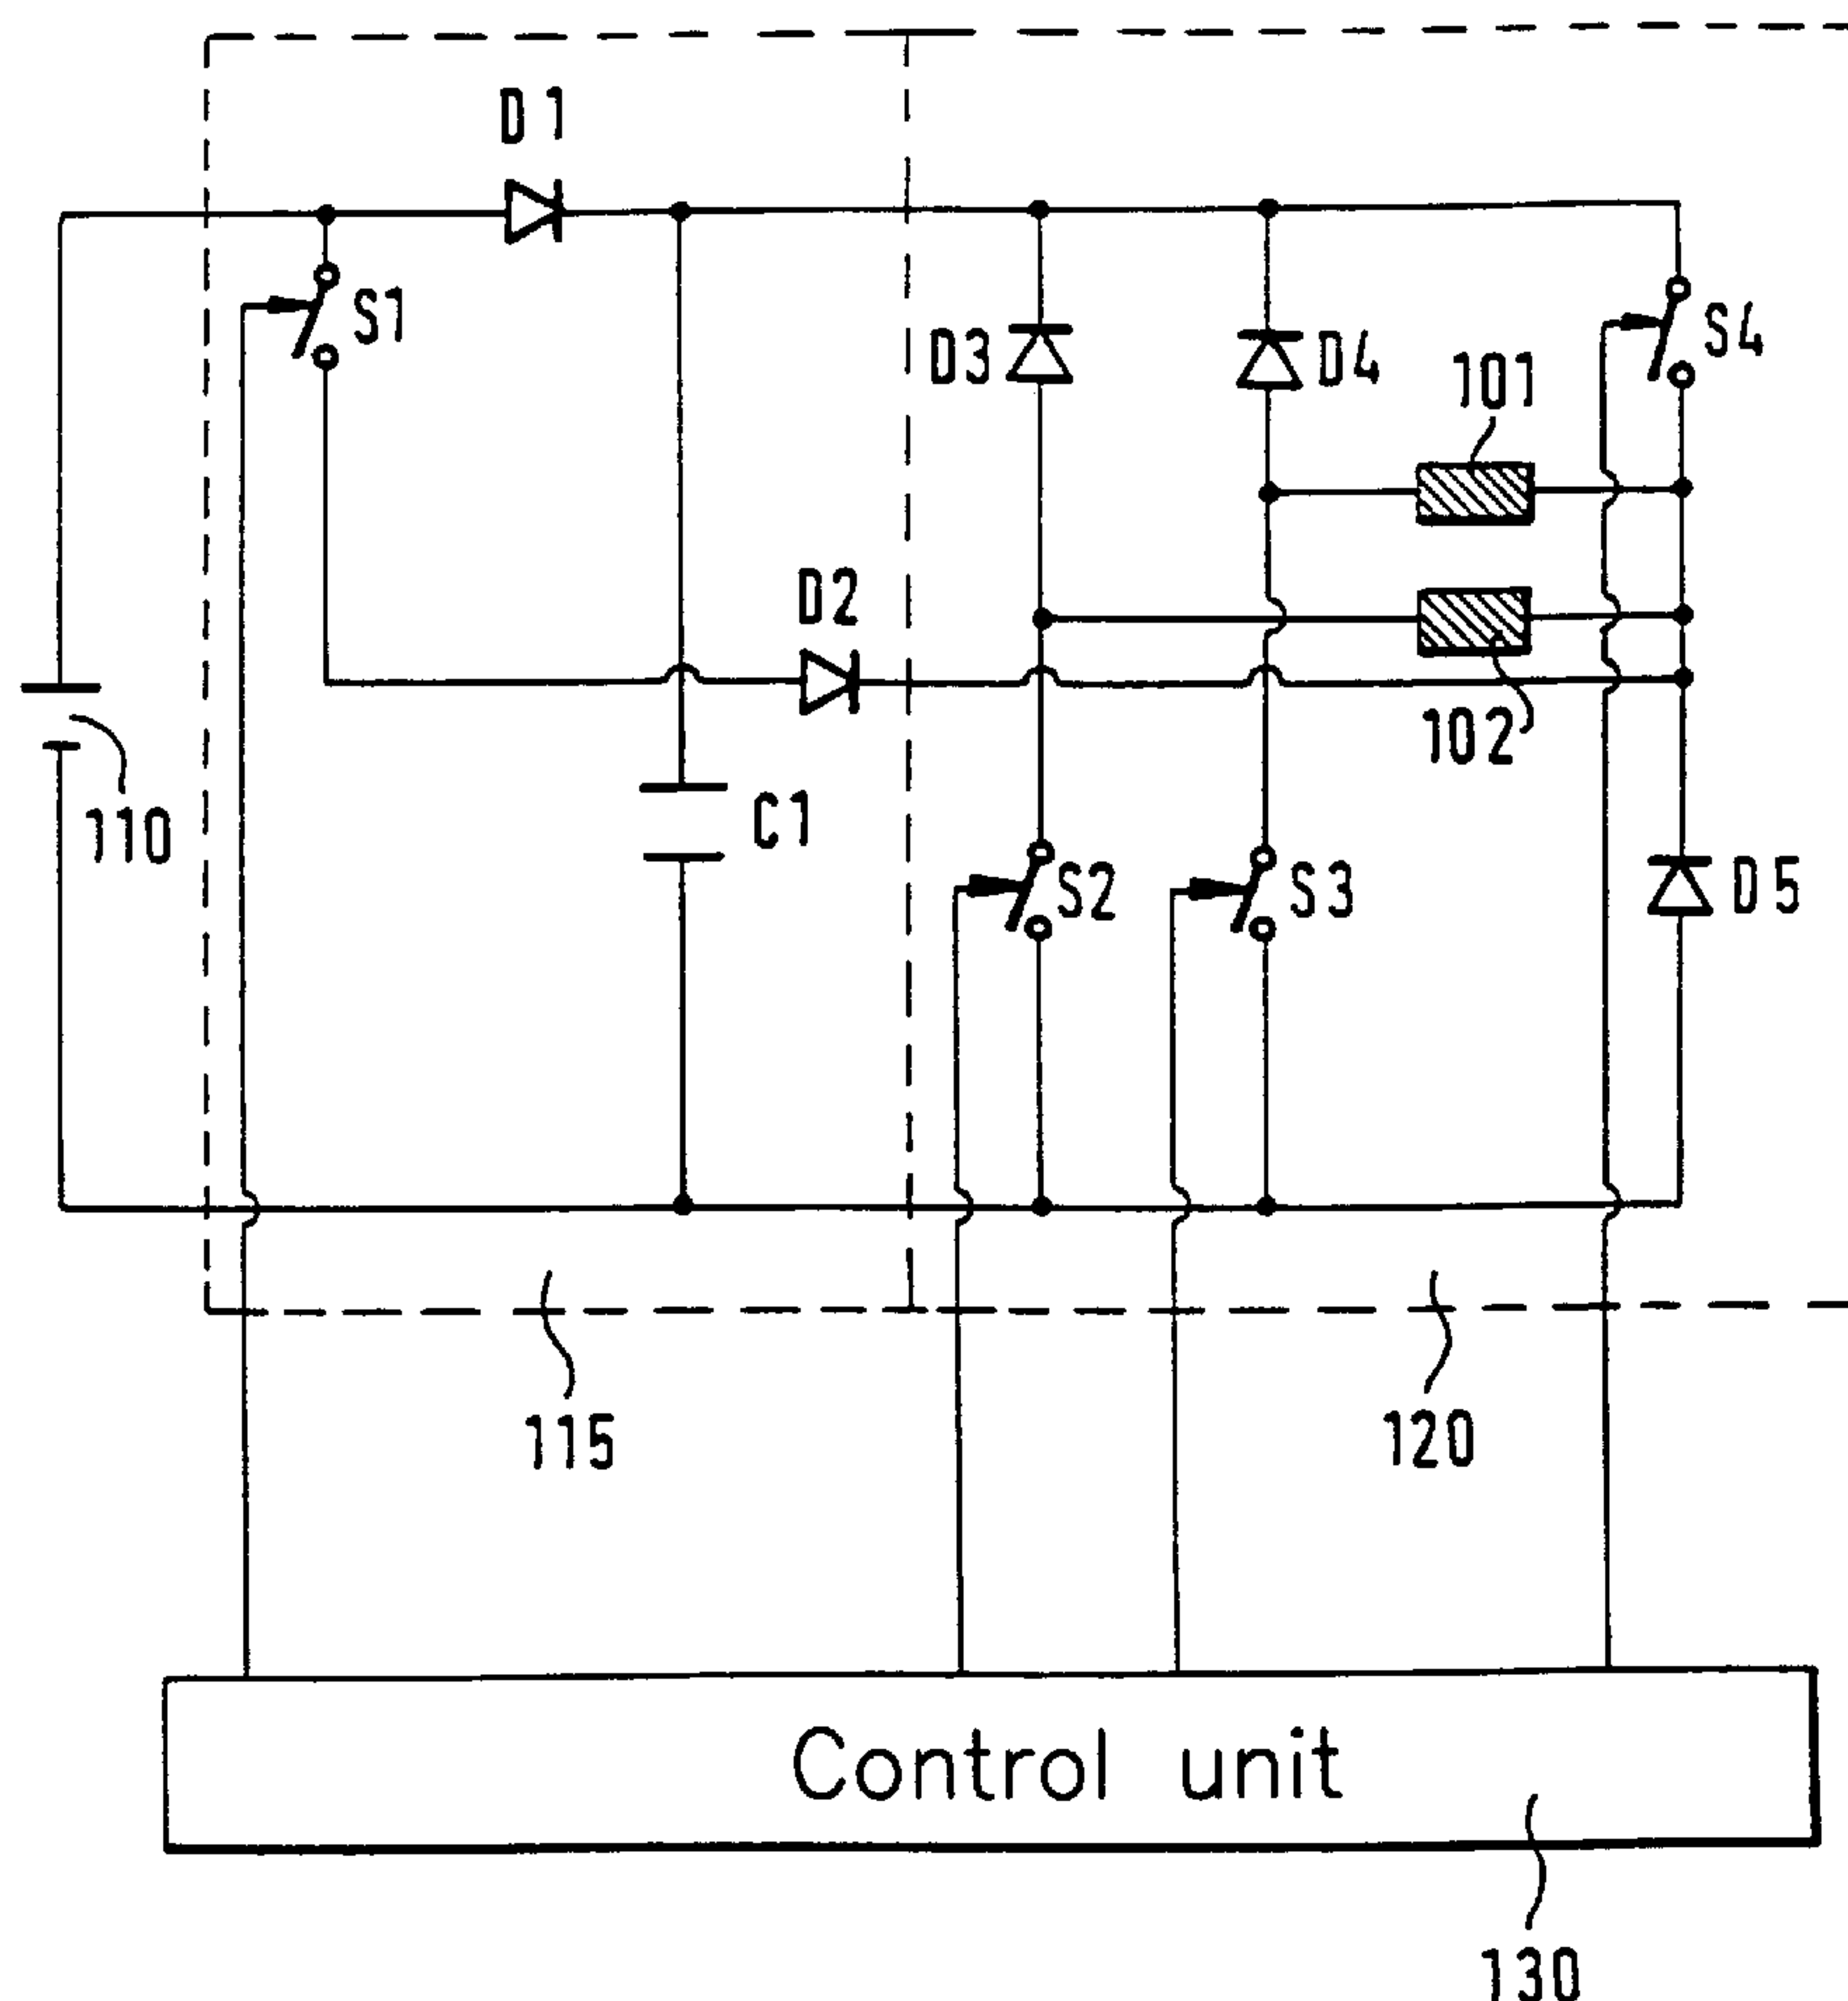 D1
S1
S4
D3
D4
101
D2
102
110
C1
S2
S3
D5
115
120
Control unit
130